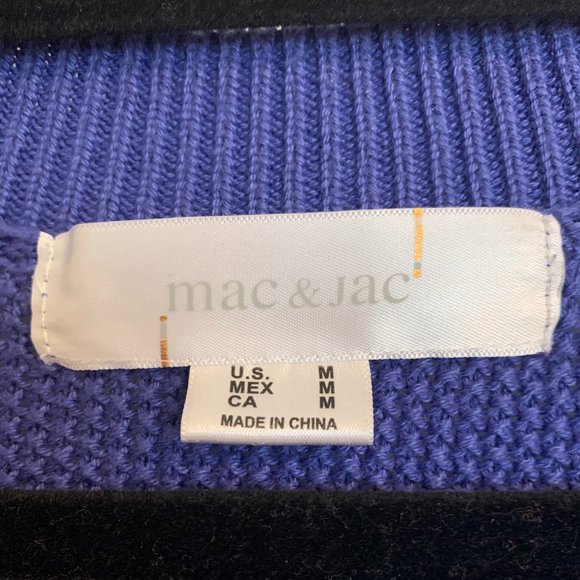 mac & jac
U.S. M
MEX M
CA M
MADE IN CHINA